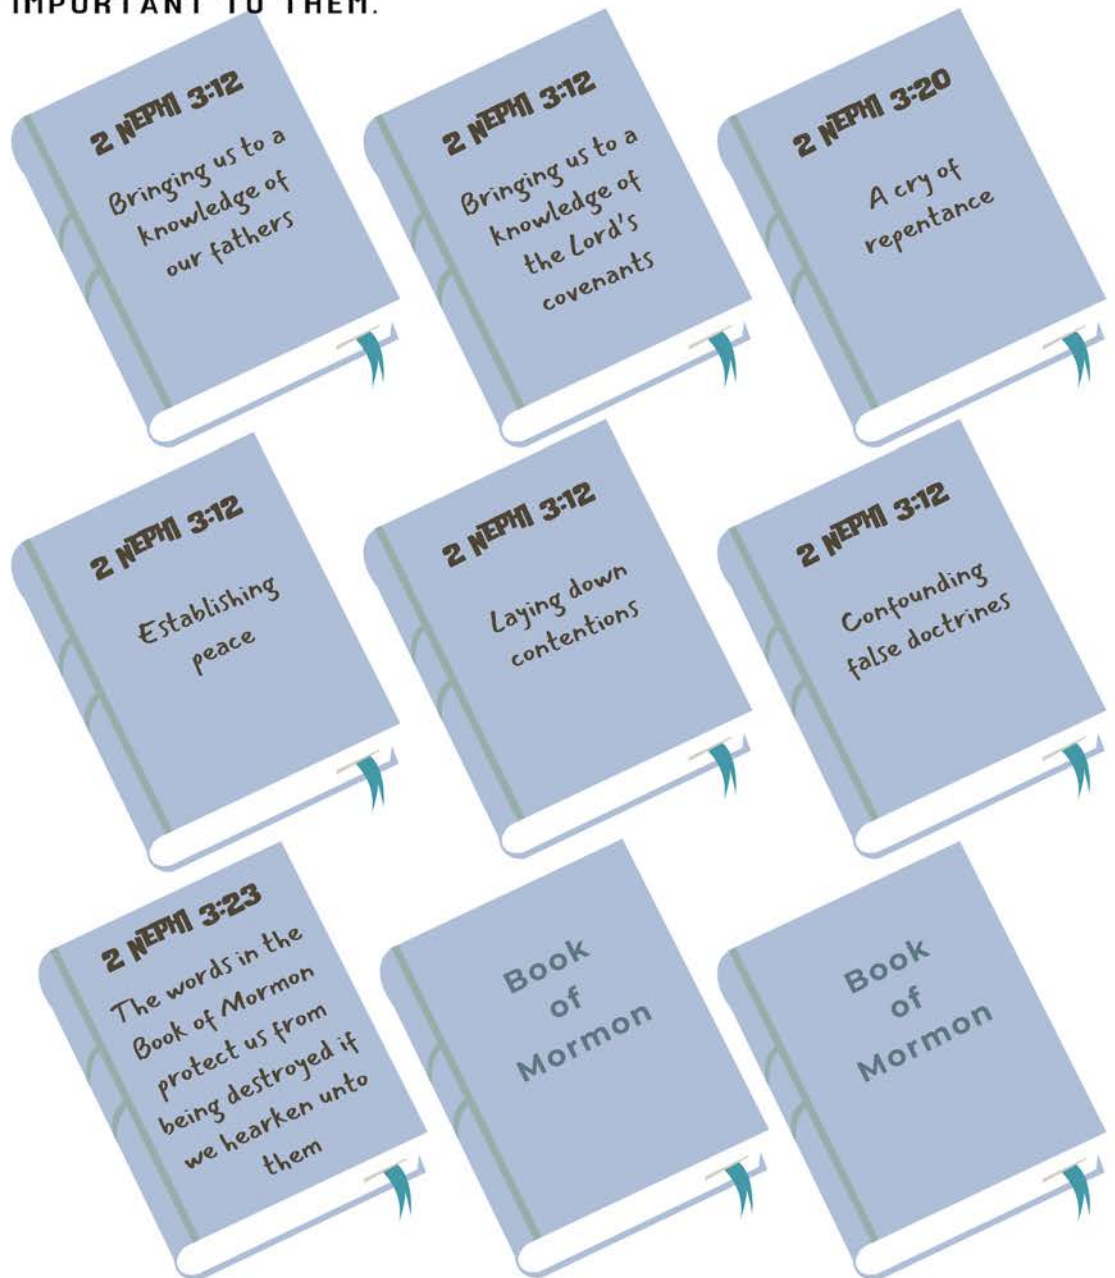 IMPORTANT TO THEM.
2 NEPHI 3:12
Bringing us to a
knowledge of
our fathers
2 NEPHI 3:12
Bringing us to a
knowledge of
the Lord's
covenants
2 NEPHI 3:20
A cry of
repentance
2 NEPHI 3:12
Establishing
peace
2 NEPHI 3:12
Laying down
contentions
2 NEPHI 3:12
Confounding
false doctrines
2 NEPHI 3:23
The words in the
Book of Mormon
protect us from
being destroyed if
we hearken unto
them
Book
of
Mormon
Book
of
Mormon